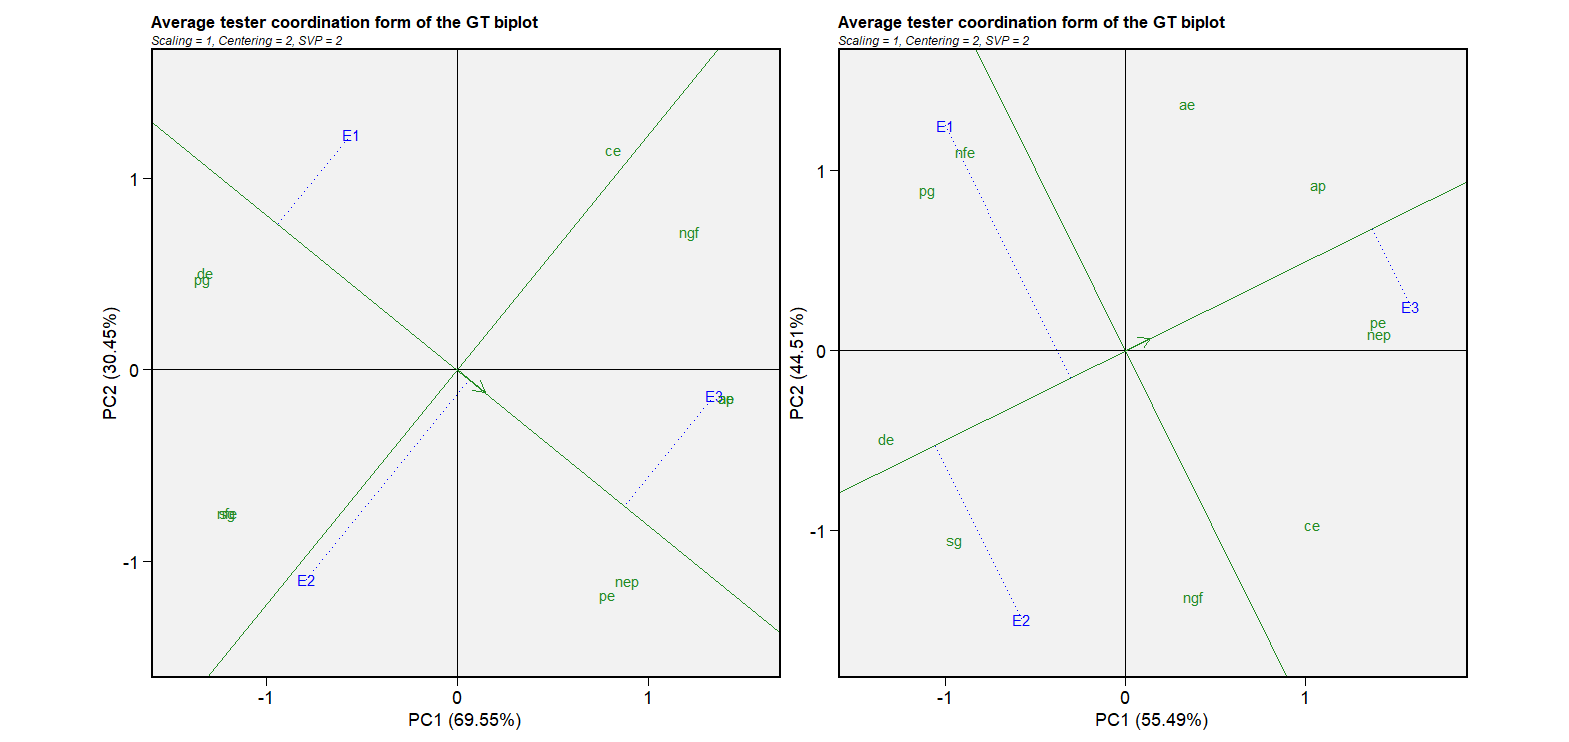 Average tester coordination form of the GT biplot
Scaling = 1, Centering = 2, SVP = 2
E1
ce
ngf
de
pg
E3
ap
sg
nep
pe
E2
1
0
-1
PC2 (30.45%)
-1 0 1
PC1 (69.55%)
Average tester coordination form of the GT biplot
Scaling = 1, Centering = 2, SVP = 2
ae
E1
nfe
pg
ap
E3
pe
nep
de
ce
sg
ngf
E2
1
0
-1
PC2 (44.51%)
-1 0 1
PC1 (55.49%)